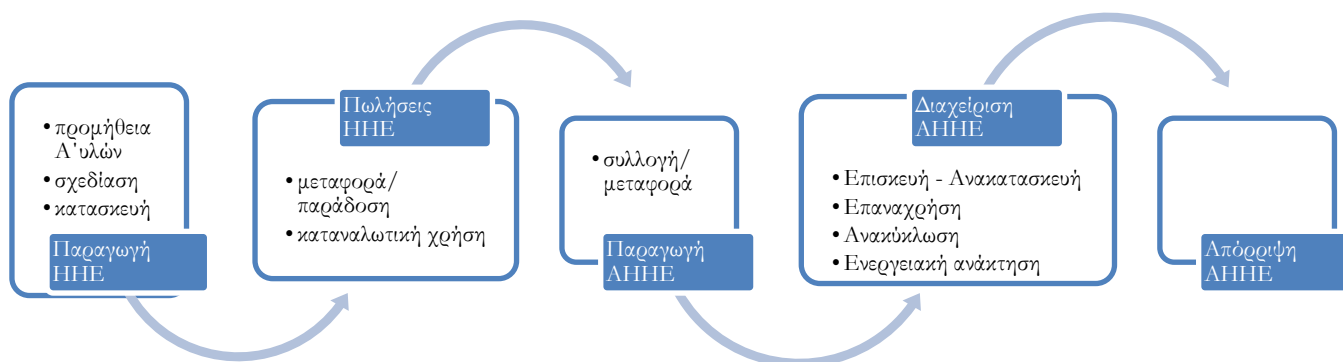 • προμήθεια
Α΄υλών
• σχεδίαση
• κατασκευή
Παραγωγή
ΗΗΕ
Πωλήσεις
ΗΗΕ
• μεταφορά/
παράδοση
• καταναλωτική χρήση
• συλλογή/
μεταφορά
Παραγωγή
ΑΗΗΕ
Διαχείριση
ΑΗΗΕ
• Επισκευή - Ανακατασκευή
• Επαναχρήση
• Ανακύκλωση
• Ενεργειακή ανάκτηση
Απόρριψη
ΑΗΗΕ